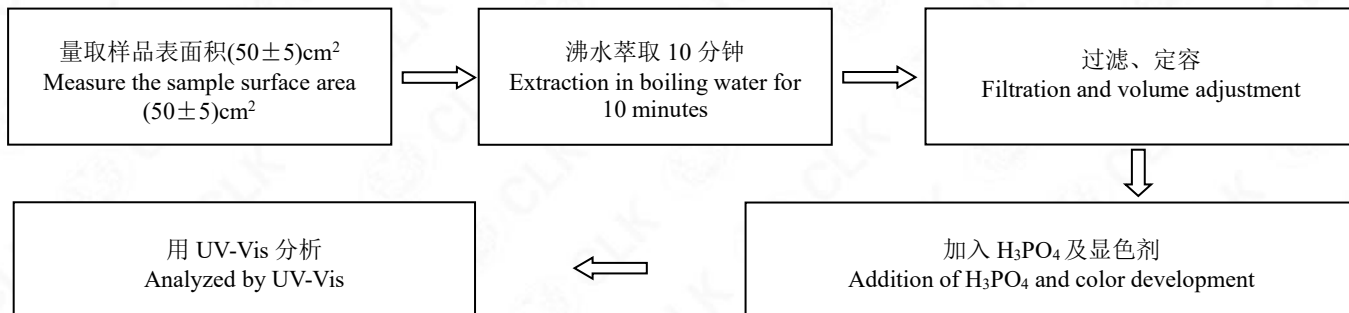 量取样品表面积(50±5)cm²
Measure the sample surface area
(50±5)cm²
沸水萃取 10 分钟
Extraction in boiling water for
10 minutes
过滤、定容
Filtration and volume adjustment
加入 H₃PO₄ 及显色剂
Addition of H₃PO₄ and color development
用 UV-Vis 分析
Analyzed by UV-Vis